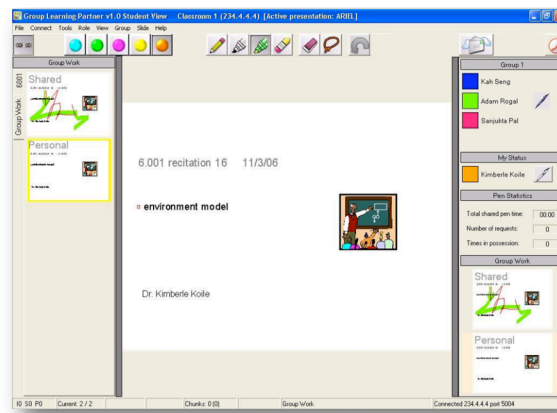 Group Learning Partner v1.0 Student View Classroom 1 (234.4.4.4) [Active presentation: ARIEL]
File Connect Tools Role View Group Slide Help
Group Work
6001
Group Work
Shared
Personal
6.001 recitation 16 11/3/06
environment model
Dr. Kimberle Koile
Group 1
Kah Seng
Adam Rogal
Sanjukta Pal
My Status
Kimberle Koile
Pen Statistics
Total shared pen time: 00:00
Number of requests: 0
Times in possession: 0
Group Work
Shared
Personal
I0 S0 P0 Current: 2 / 2 Chunks: 0 (0) Group Work Connected 234.4.4.4 port 5004